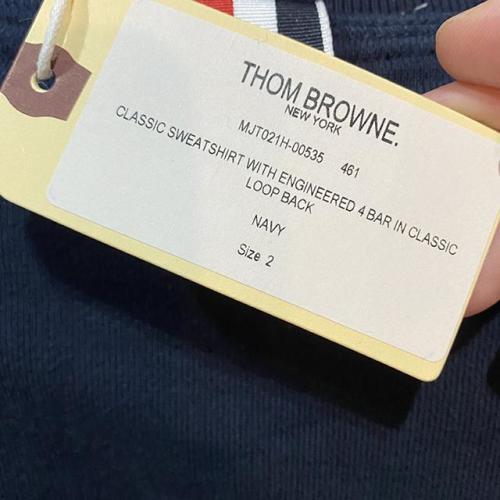 THOM BROWNE.
NEW YORK
MJT021H-00535 461
CLASSIC SWEATSHIRT WITH ENGINEERED 4 BAR IN CLASSIC
LOOP BACK
NAVY
Size 2